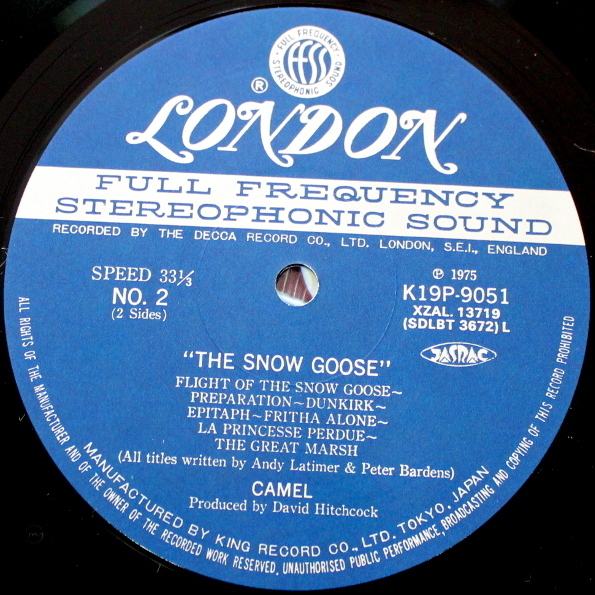 FULL FREQUENCY
ffss
STEREOPHONIC SOUND
®
LONDON
FULL FREQUENCY
STEREOPHONIC SOUND
RECORDED BY THE DECCA RECORD CO., LTD. LONDON, S.E.I., ENGLAND
SPEED 33⅓
NO. 2
(2 Sides)
℗ 1975
K19P-9051
XZAL. 13719
(SDLBT 3672) L
JASRAC
"THE SNOW GOOSE"
FLIGHT OF THE SNOW GOOSE~
PREPARATION~DUNKIRK~
EPITAPH~FRITHA ALONE~
LA PRINCESSE PERDUE~
THE GREAT MARSH
(All titles written by Andy Latimer & Peter Bardens)
CAMEL
Produced by David Hitchcock
MANUFACTURED BY KING RECORD CO., LTD. TOKYO, JAPAN
ALL RIGHTS OF THE MANUFACTURER AND OF THE OWNER OF THE RECORDED WORK RESERVED. UNAUTHORISED PUBLIC PERFORMANCE, BROADCASTING AND COPYING OF THIS RECORD PROHIBITED